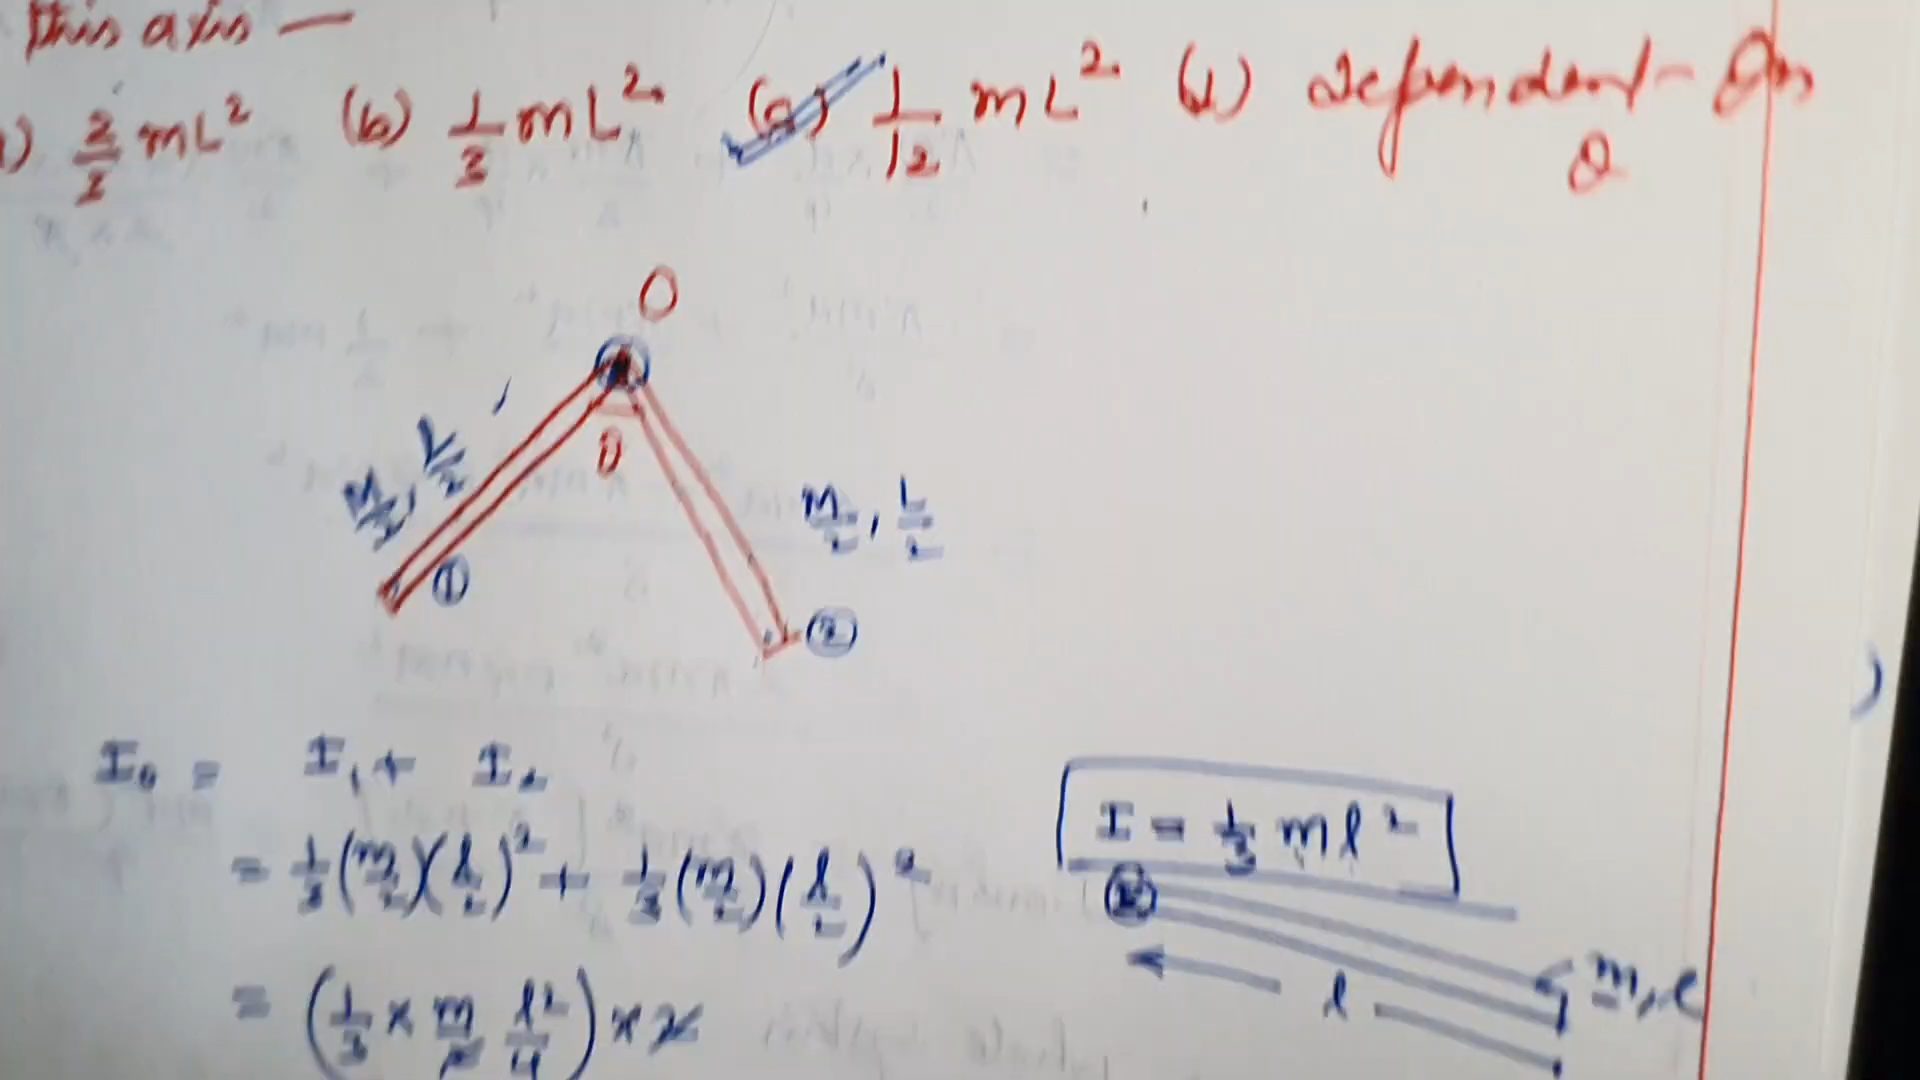 this axis —
) 2/3 mL² (b) 1/3 mL² (c) 1/12 mL² (d) dependent on
θ
O
θ
M/2, L/2
m/2, L/2
①
②
I₀ = I₁ + I₂
= 1/3 (m/2)(l/2)² + 1/3 (m/2)(l/2)²
= (1/3 × m/2 l²/4) × 2
I = 1/3 ml²
l
m, l